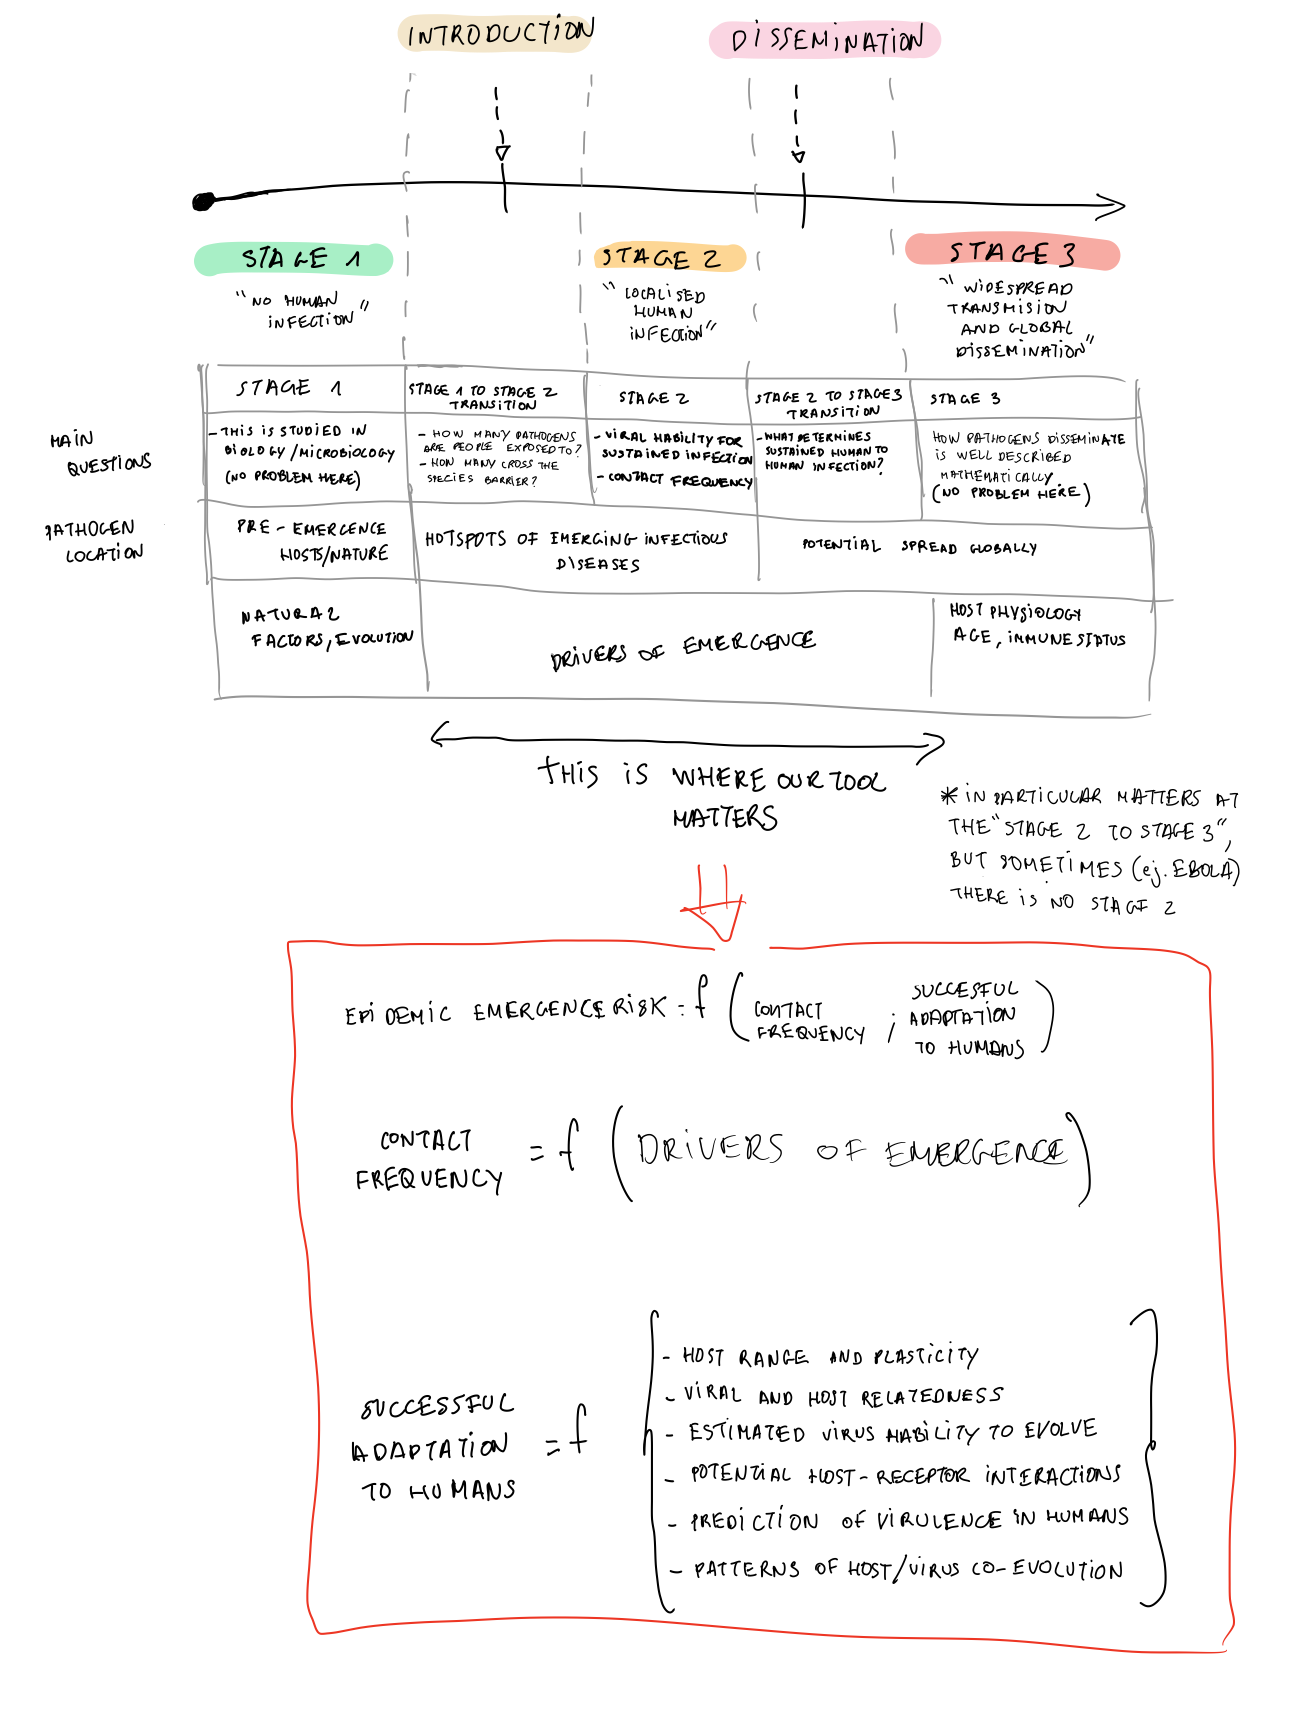 INTRODUCTION
DISSEMINATION
STAGE 1
STAGE 2
STAGE 3
"NO HUMAN
INFECTION"
"LOCALISED
HUMAN
INFECTION"
"WIDESPREAD
TRANSMISION
AND GLOBAL
DISSEMINATION"
STAGE 1
STAGE 1 TO STAGE 2
TRANSITION
STAGE 2
STAGE 2 TO STAGE 3
TRANSITION
STAGE 3
MAIN
QUESTIONS
- THIS IS STUDIED IN
BIOLOGY/MICROBIOLOGY
(NO PROBLEM HERE)
- HOW MANY PATHOGENS
ARE PEOPLE EXPOSED TO?
- HOW MANY CROSS THE
SPECIES BARRIER?
- VIRAL HABILITY FOR
SUSTAINED INFECTION
- CONTACT FREQUENCY
- WHAT DETERMINES
SUSTAINED HUMAN TO
HUMAN INFECTION?
HOW PATHOGENS DISSEMINATE
IS WELL DESCRIBED
MATHEMATICALLY
(NO PROBLEM HERE)
PATHOGEN
LOCATION
PRE-EMERGENCE
HOSTS/NATURE
HOTSPOTS OF EMERGING INFECTIOUS
DISEASES
POTENTIAL SPREAD GLOBALLY
NATURAL
FACTORS, EVOLUTION
DRIVERS OF EMERGENCE
HOST PHYSIOLOGY
AGE, INMUNE STATUS
THIS IS WHERE OUR TOOL
MATTERS
* IN PARTICULAR MATTERS AT
THE "STAGE 2 TO STAGE 3",
BUT SOMETIMES (ej. EBOLA)
THERE IS NO STAGE 2
EPIDEMIC EMERGENCE RISK = f (CONTACT FREQUENCY ; SUCCESFUL ADAPTATION TO HUMANS)
CONTACT
FREQUENCY = f (DRIVERS OF EMERGENCE)
SUCCESSFUL
ADAPTATION = f
TO HUMANS
- HOST RANGE AND PLASTICITY
- VIRAL AND HOST RELATEDNESS
- ESTIMATED VIRUS HABILITY TO EVOLVE
- POTENTIAL HOST-RECEPTOR INTERACTIONS
- PREDICTION OF VIRULENCE IN HUMANS
- PATTERNS OF HOST/VIRUS CO-EVOLUTION